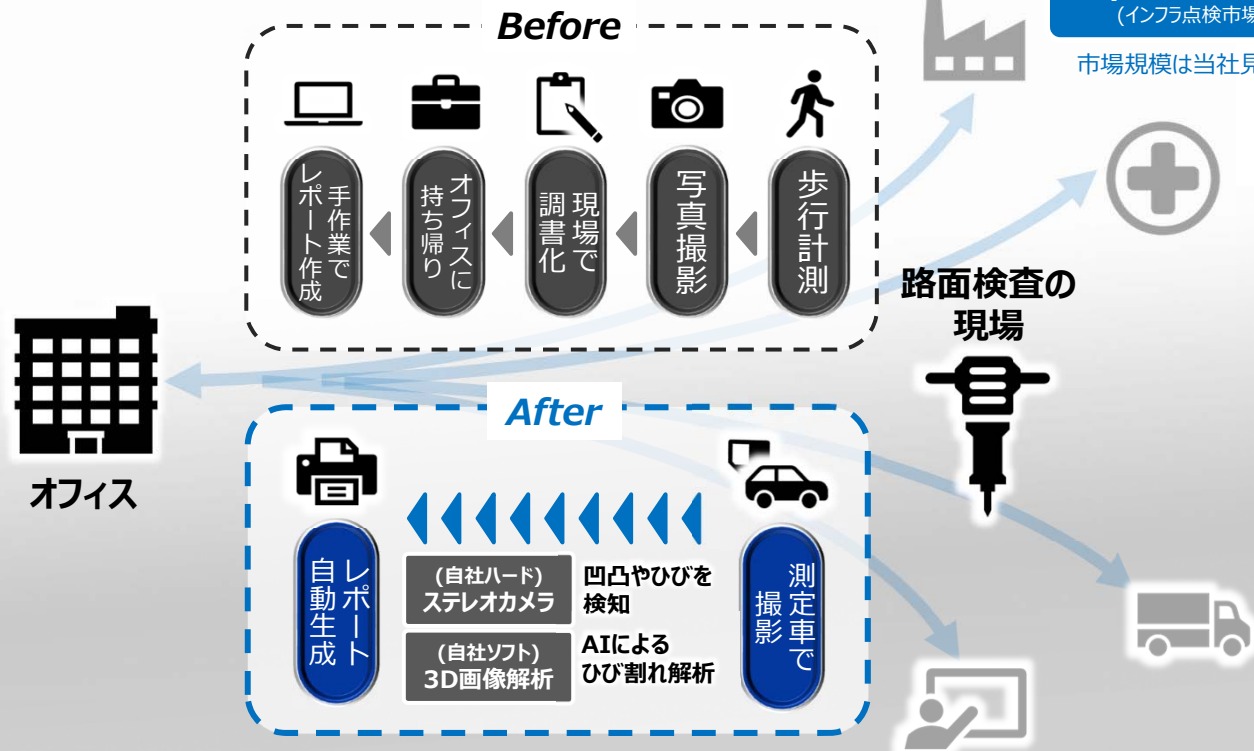 (インフラ点検市場
市場規模は当社見
Before
歩行計測
写真撮影
現場で
調書化
オフィスに
持ち帰り
手作業で
レポート作成
路面検査の
現場
オフィス
After
測定車で
撮影
(自社ハード)
ステレオカメラ
凹凸やひびを
検知
(自社ソフト)
3D画像解析
AIによる
ひび割れ解析
レポート
自動生成